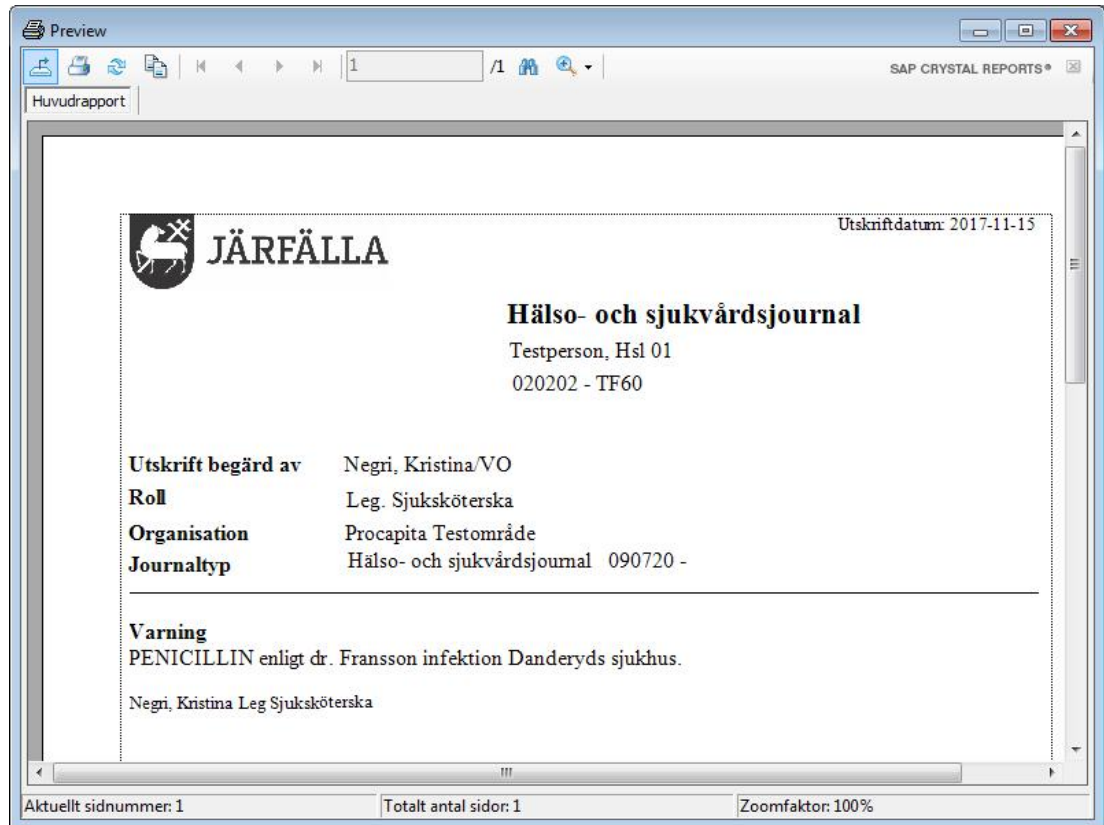 Preview
1 /1 SAP CRYSTAL REPORTS®
Huvudrapport
Utskriftdatum: 2017-11-15
JÄRFÄLLA
Hälso- och sjukvårdsjournal
Testperson, Hsl 01
020202 - TF60
Utskrift begärd av Negri, Kristina/VO
Roll Leg. Sjuksköterska
Organisation Procapita Testområde
Journaltyp Hälso- och sjukvårdsjournal 090720 -
Varning
PENICILLIN enligt dr. Fransson infektion Danderyds sjukhus.
Negri, Kristina Leg Sjuksköterska
Aktuellt sidnummer: 1 Totalt antal sidor: 1 Zoomfaktor: 100%